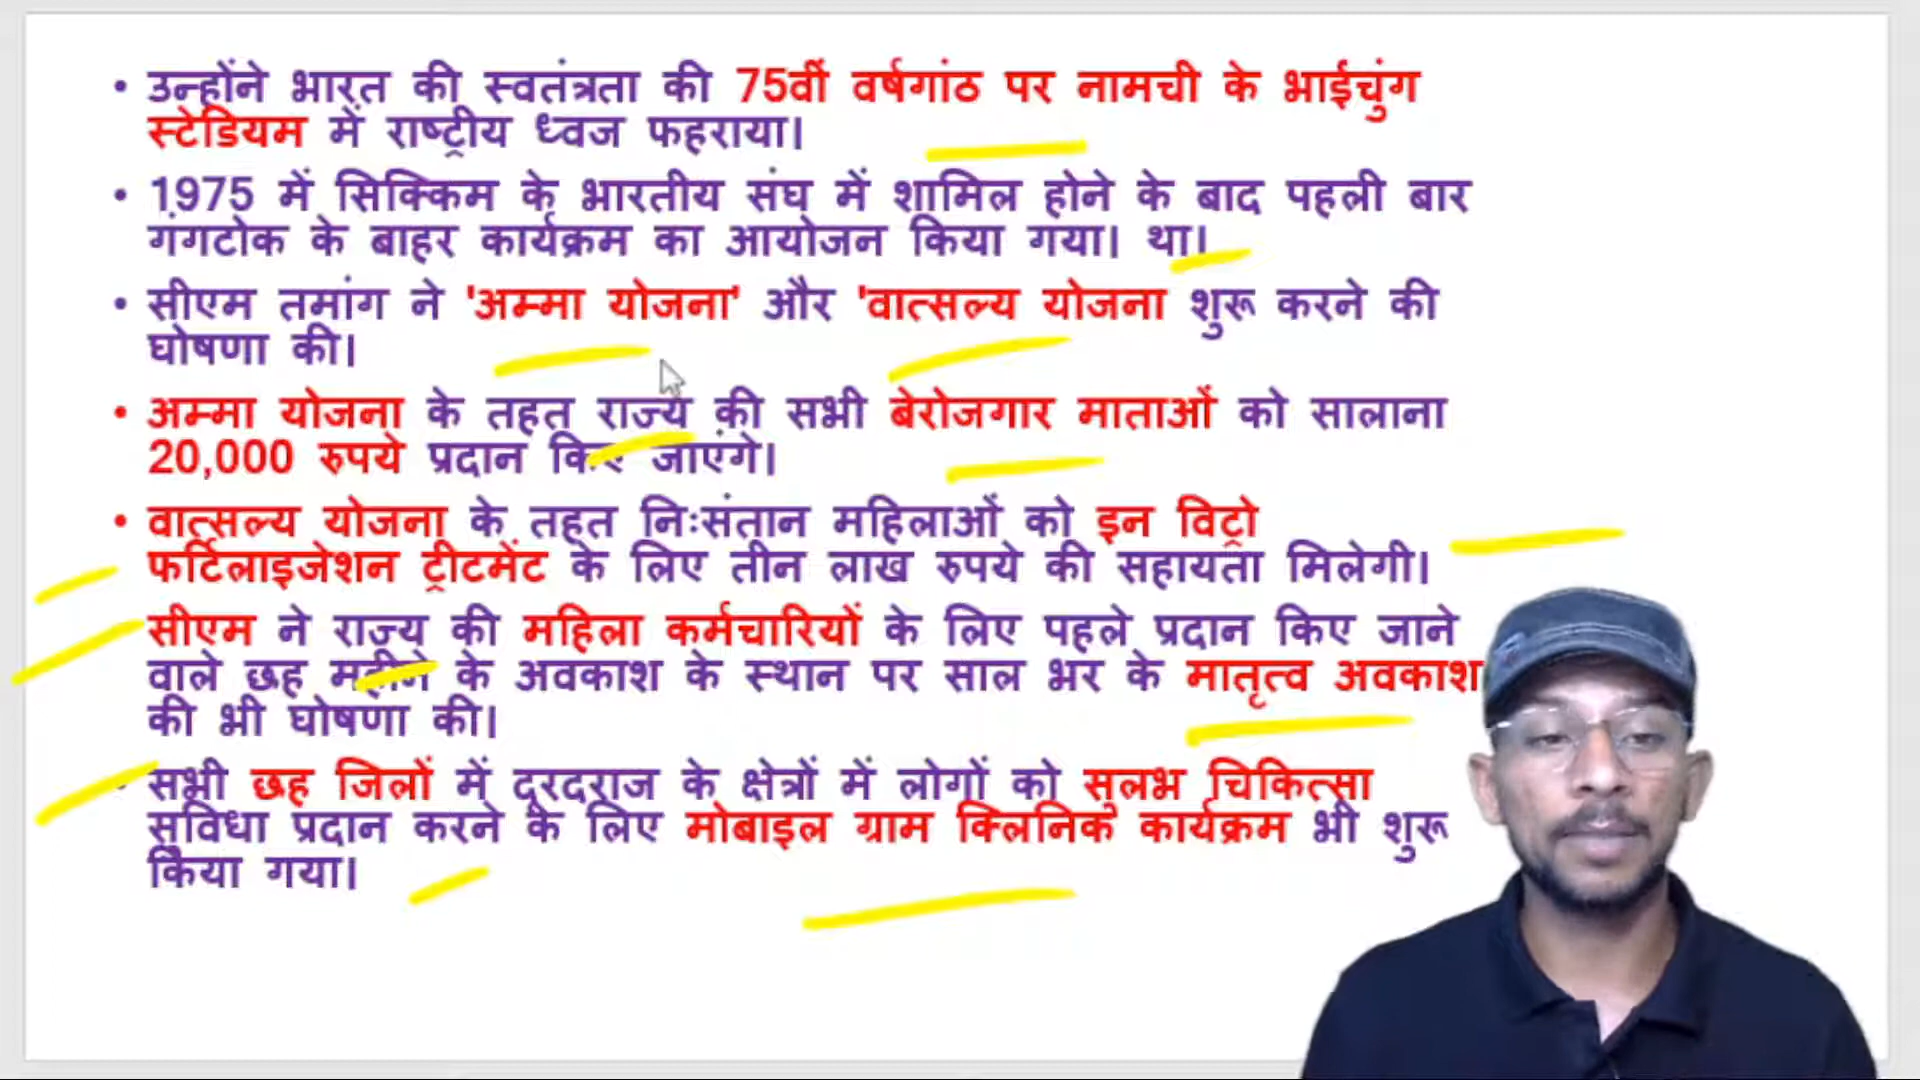 • उन्होंने भारत की स्वतंत्रता की 75वीं वर्षगांठ पर नामची के भाईचुंग
स्टेडियम में राष्ट्रीय ध्वज फहराया।
• 1975 में सिक्किम के भारतीय संघ में शामिल होने के बाद पहली बार
गंगटोक के बाहर कार्यक्रम का आयोजन किया गया। था।
• सीएम तमांग ने 'अम्मा योजना' और 'वात्सल्य योजना शुरू करने की
घोषणा की।
• अम्मा योजना के तहत राज्य की सभी बेरोजगार माताओं को सालाना
20,000 रुपये प्रदान किए जाएंगे।
• वात्सल्य योजना के तहत निःसंतान महिलाओं को इन विट्रो
फर्टिलाइजेशन ट्रीटमेंट के लिए तीन लाख रुपये की सहायता मिलेगी।
सीएम ने राज्य की महिला कर्मचारियों के लिए पहले प्रदान किए जाने
वाले छह महीने के अवकाश के स्थान पर साल भर के मातृत्व अवकाश
की भी घोषणा की।
• सभी छह जिलों में दूरदराज के क्षेत्रों में लोगों को सुलभ चिकित्सा
सुविधा प्रदान करने के लिए मोबाइल ग्राम क्लिनिक कार्यक्रम भी शुरू
किया गया।